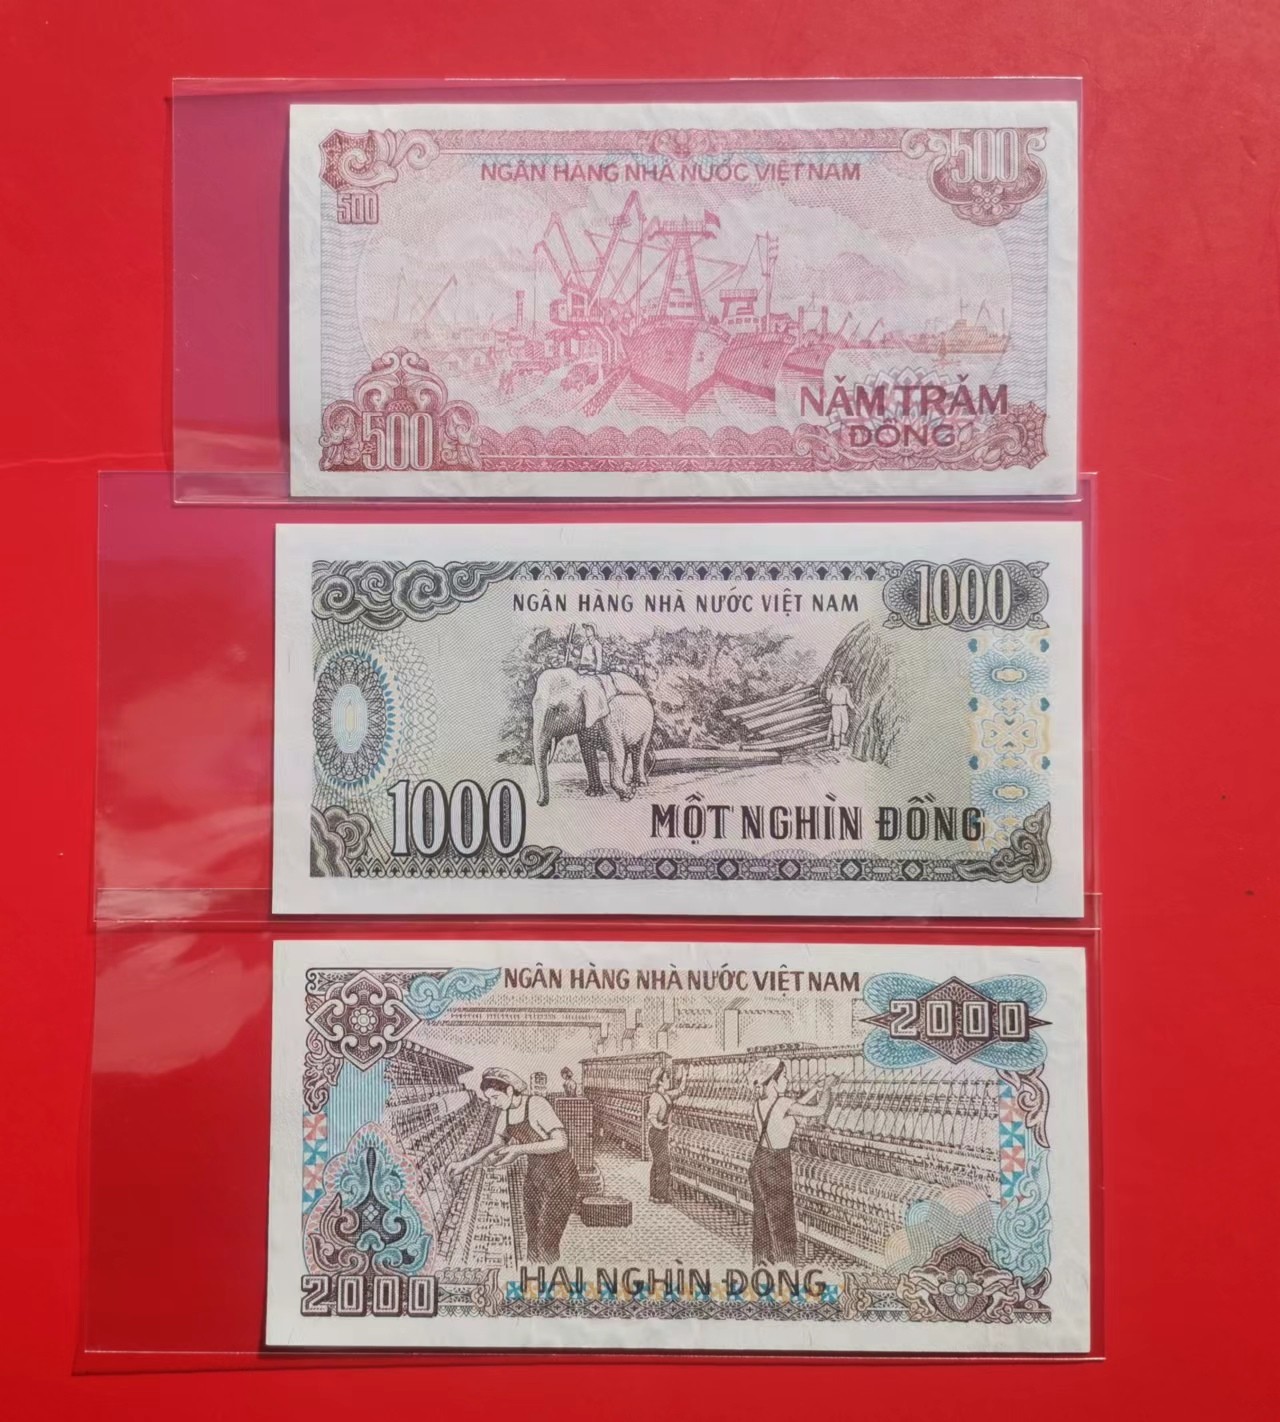 NGÂN HÀNG NHÀ NƯỚC VIỆT NAM
500
500
NĂM TRĂM
500
ĐỒNG
NGÂN HÀNG NHÀ NƯỚC VIỆT NAM
1000
1000
MỘT NGHÌN ĐỒNG
NGÂN HÀNG NHÀ NƯỚC VIỆT NAM
2000
HAI NGHÌN ĐỒNG
2000